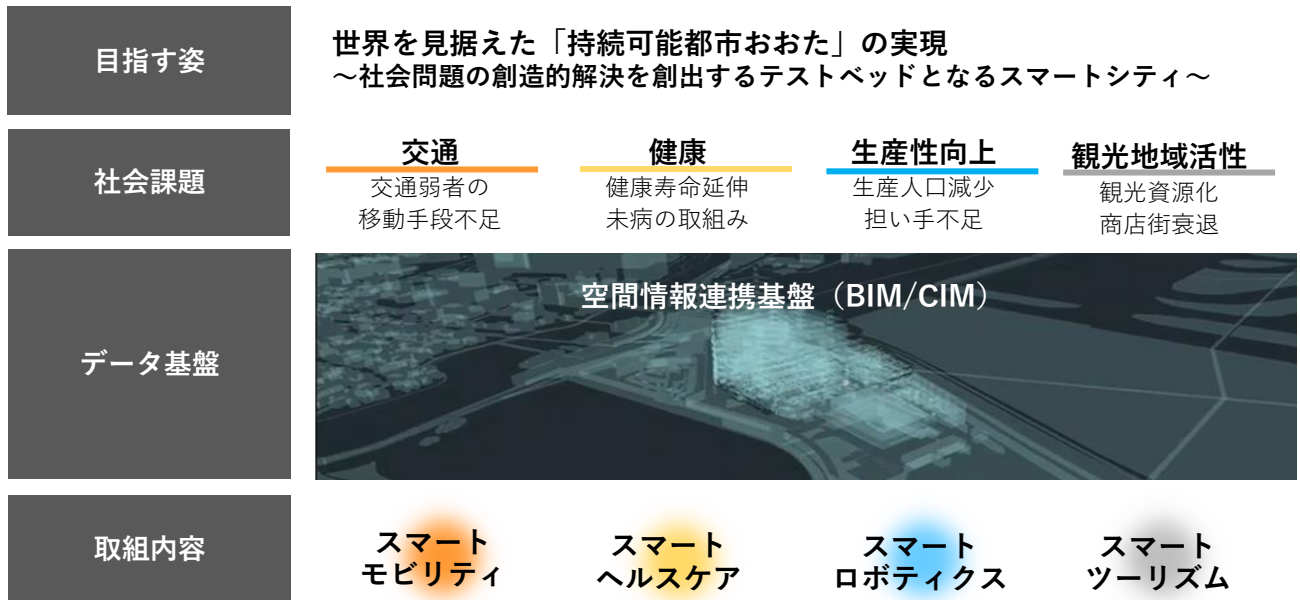 目指す姿
世界を見据えた「持続可能都市おおた」の実現
～社会問題の創造的解決を創出するテストベッドとなるスマートシティ～
社会課題
交通
交通弱者の
移動手段不足
健康
健康寿命延伸
未病の取組み
生産性向上
生産人口減少
担い手不足
観光地域活性
観光資源化
商店街衰退
データ基盤
空間情報連携基盤（BIM/CIM）
取組内容
スマート
モビリティ
スマート
ヘルスケア
スマート
ロボティクス
スマート
ツーリズム